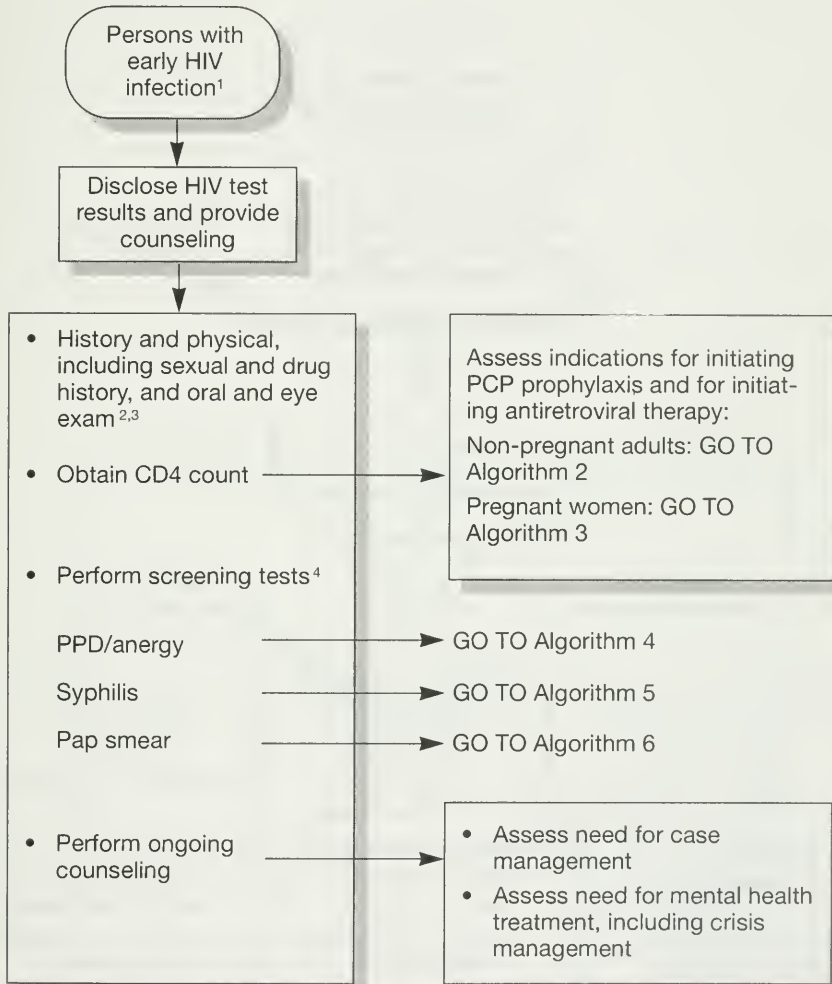 Persons with
early HIV
infection¹
Disclose HIV test
results and provide
counseling
• History and physical,
including sexual and drug
history, and oral and eye
exam ²,³
• Obtain CD4 count
Assess indications for initiating
PCP prophylaxis and for initiat-
ing antiretroviral therapy:
Non-pregnant adults: GO TO
Algorithm 2
Pregnant women: GO TO
Algorithm 3
• Perform screening tests ⁴
PPD/anergy GO TO Algorithm 4
Syphilis GO TO Algorithm 5
Pap smear GO TO Algorithm 6
• Perform ongoing
counseling
• Assess need for case
management
• Assess need for mental health
treatment, including crisis
management